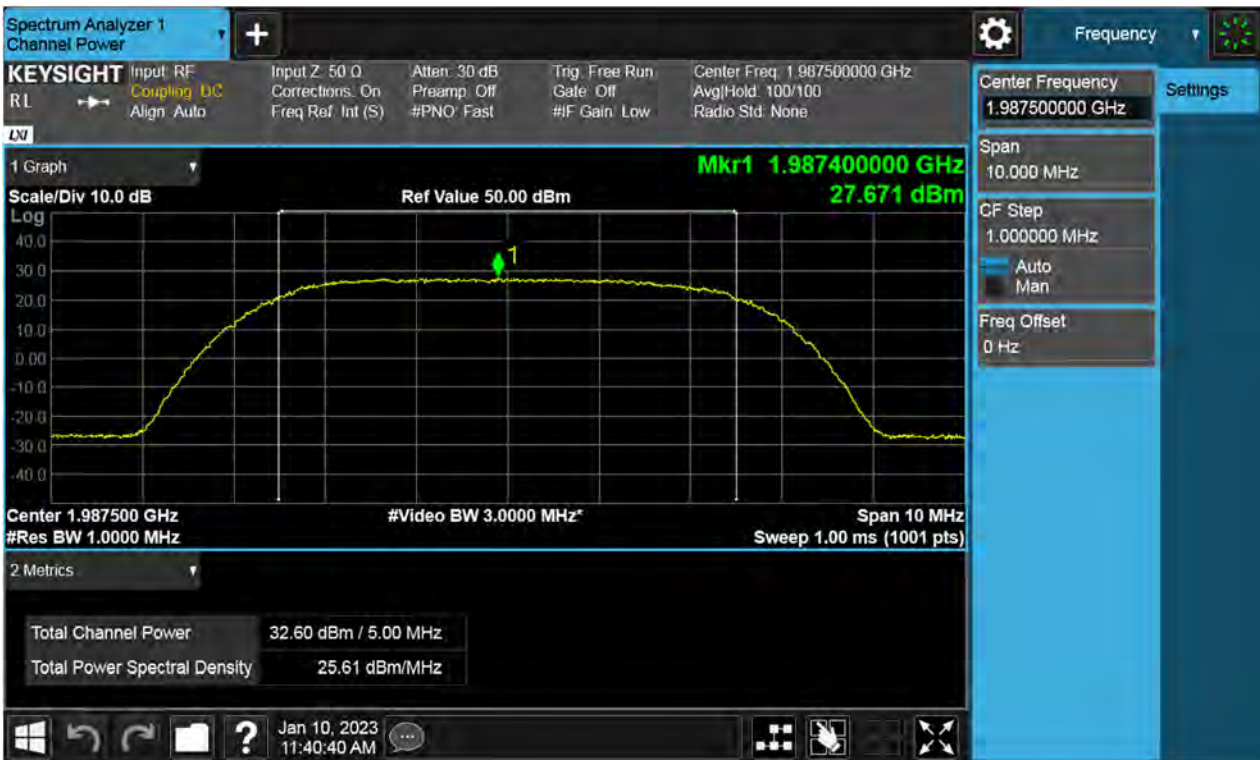 Spectrum Analyzer 1
Channel Power
+
Frequency
KEYSIGHT
RL
LXI
Input: RF
Coupling: DC
Align: Auto
Input Z: 50 Ω
Corrections: On
Freq Ref: Int (S)
Atten: 30 dB
Preamp: Off
#PNO: Fast
Trig: Free Run
Gate: Off
#IF Gain: Low
Center Freq: 1.987500000 GHz
Avg|Hold: 100/100
Radio Std: None
Center Frequency
1.987500000 GHz
Settings
Span
10.000 MHz
CF Step
1.000000 MHz
Auto
Man
Freq Offset
0 Hz
1 Graph
Mkr1 1.987400000 GHz
27.671 dBm
Scale/Div 10.0 dB
Ref Value 50.00 dBm
Log
40.0
30.0
20.0
10.0
0.00
-10.0
-20.0
-30.0
-40.0
1
Center 1.987500 GHz
#Video BW 3.0000 MHz*
Span 10 MHz
#Res BW 1.0000 MHz
Sweep 1.00 ms (1001 pts)
2 Metrics
Total Channel Power 32.60 dBm / 5.00 MHz
Total Power Spectral Density 25.61 dBm/MHz
?
Jan 10, 2023
11:40:40 AM